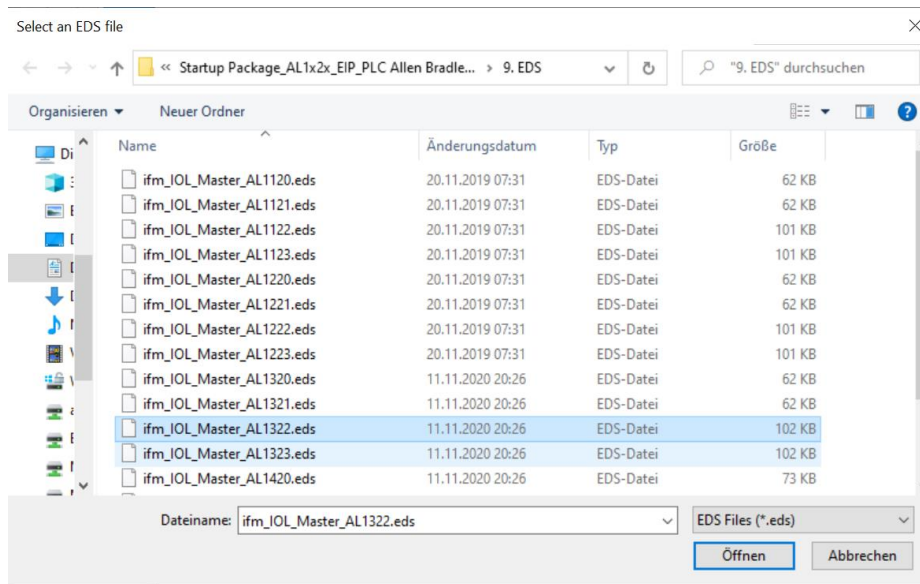 Select an EDS file
« Startup Package_AL1x2x_EIP_PLC Allen Bradle... › 9. EDS
"9. EDS" durchsuchen
Organisieren
Neuer Ordner
Name Änderungsdatum Typ Größe
Di
ifm_IOL_Master_AL1120.eds 20.11.2019 07:31 EDS-Datei 62 KB
ifm_IOL_Master_AL1121.eds 20.11.2019 07:31 EDS-Datei 62 KB
ifm_IOL_Master_AL1122.eds 20.11.2019 07:31 EDS-Datei 101 KB
ifm_IOL_Master_AL1123.eds 20.11.2019 07:31 EDS-Datei 101 KB
ifm_IOL_Master_AL1220.eds 20.11.2019 07:31 EDS-Datei 62 KB
ifm_IOL_Master_AL1221.eds 20.11.2019 07:31 EDS-Datei 62 KB
ifm_IOL_Master_AL1222.eds 20.11.2019 07:31 EDS-Datei 101 KB
ifm_IOL_Master_AL1223.eds 20.11.2019 07:31 EDS-Datei 101 KB
ifm_IOL_Master_AL1320.eds 11.11.2020 20:26 EDS-Datei 62 KB
ifm_IOL_Master_AL1321.eds 11.11.2020 20:26 EDS-Datei 62 KB
ifm_IOL_Master_AL1322.eds 11.11.2020 20:26 EDS-Datei 102 KB
ifm_IOL_Master_AL1323.eds 11.11.2020 20:26 EDS-Datei 102 KB
ifm_IOL_Master_AL1420.eds 11.11.2020 20:26 EDS-Datei 73 KB
Dateiname: ifm_IOL_Master_AL1322.eds
EDS Files (*.eds)
Öffnen
Abbrechen